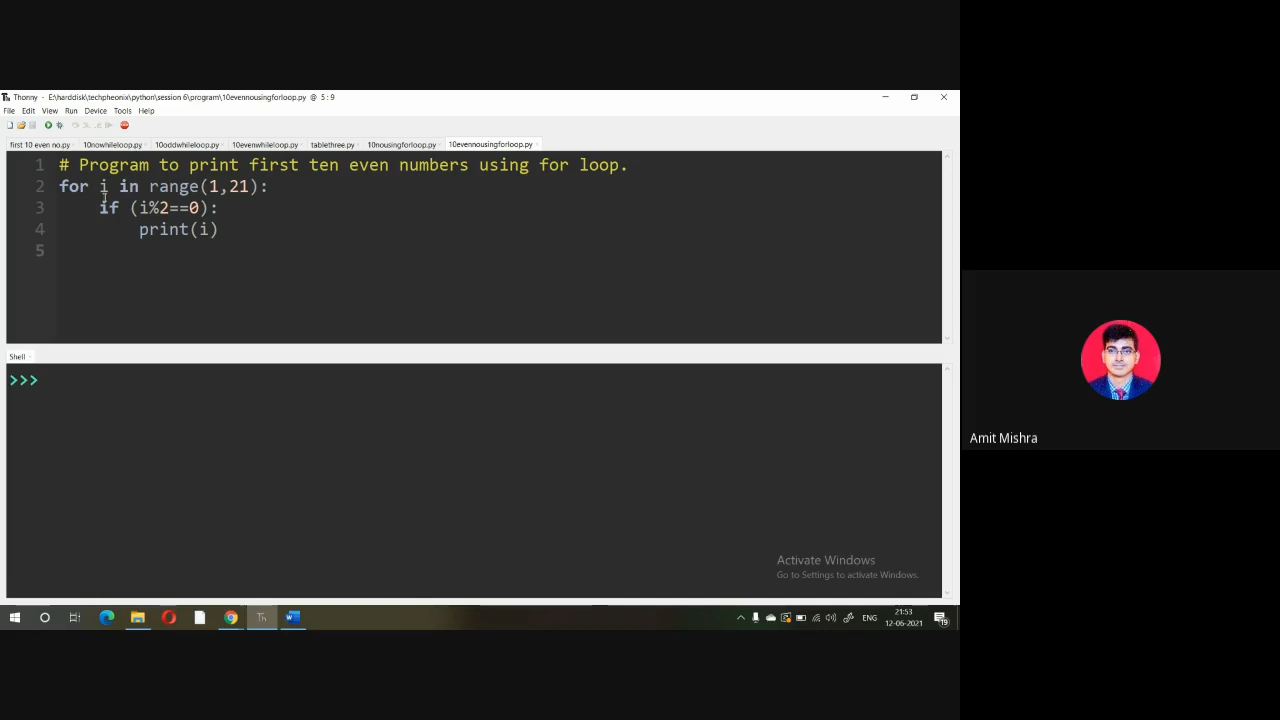 Th Thonny - E:\harddisk\techpheonix\python\session 6\program\10evennousingforloop.py @ 5 : 9
File Edit View Run Device Tools Help
first 10 even no.py 10nowhileloop.py 10oddwhileloop.py 10evenwhileloop.py tablethree.py 10nousingforloop.py 10evennousingforloop.py
1 # Program to print first ten even numbers using for loop.
2 for i in range(1,21):
3 if (i%2==0):
4 print(i)
5
Shell
>>>
Amit Mishra
Activate Windows
Go to Settings to activate Windows.
Th W ENG 21:53
12-06-2021 19